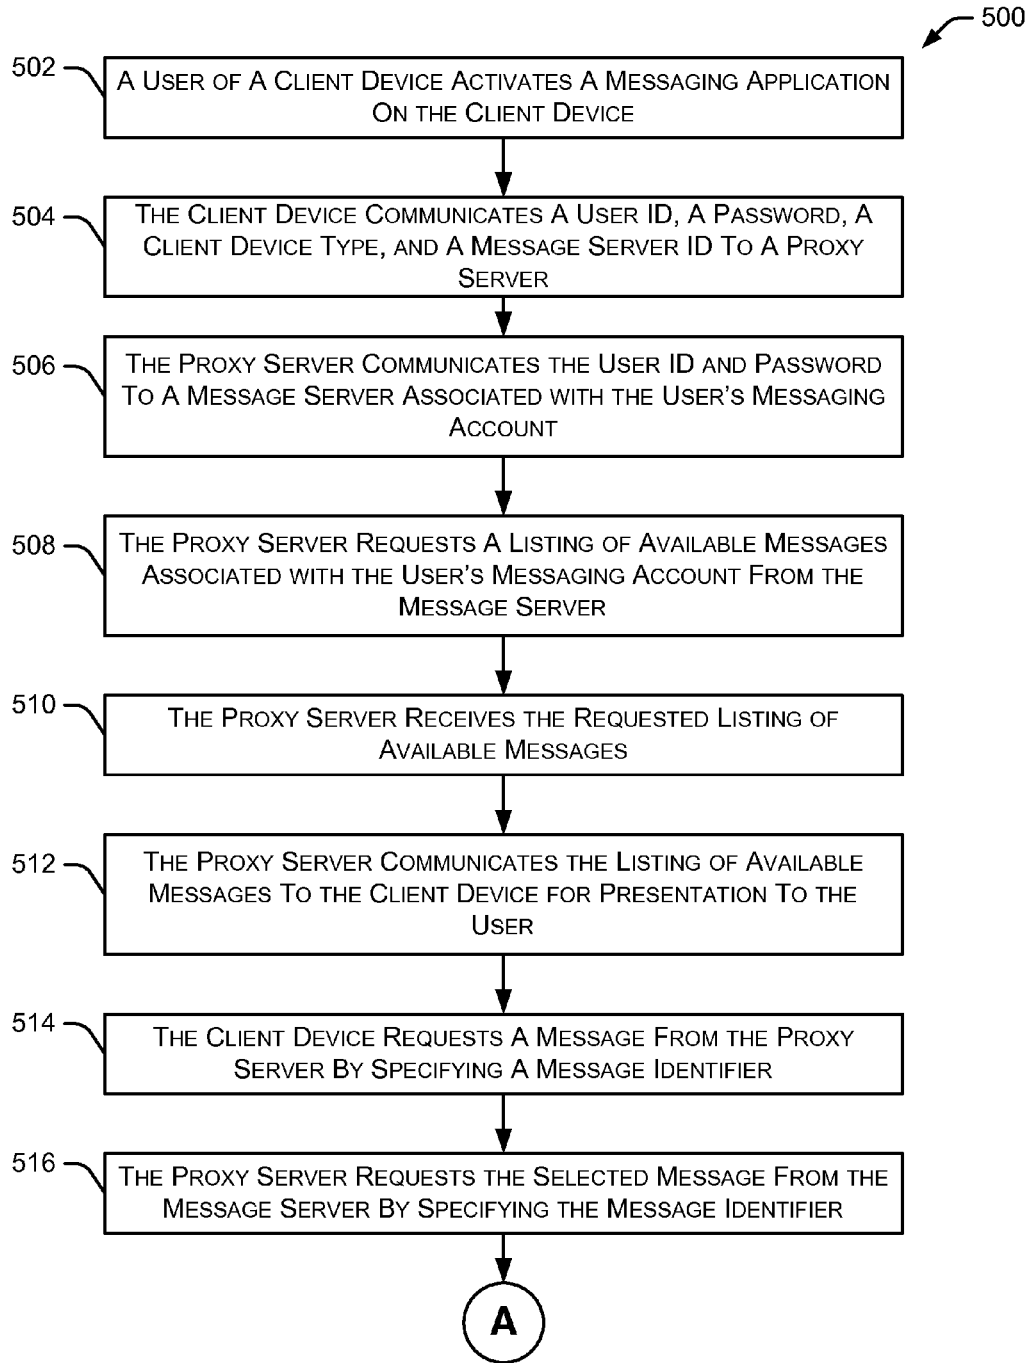 500
502
A USER OF A CLIENT DEVICE ACTIVATES A MESSAGING APPLICATION
ON THE CLIENT DEVICE
504
THE CLIENT DEVICE COMMUNICATES A USER ID, A PASSWORD, A
CLIENT DEVICE TYPE, AND A MESSAGE SERVER ID TO A PROXY
SERVER
506
THE PROXY SERVER COMMUNICATES THE USER ID AND PASSWORD
TO A MESSAGE SERVER ASSOCIATED WITH THE USER'S MESSAGING
ACCOUNT
508
THE PROXY SERVER REQUESTS A LISTING OF AVAILABLE MESSAGES
ASSOCIATED WITH THE USER'S MESSAGING ACCOUNT FROM THE
MESSAGE SERVER
510
THE PROXY SERVER RECEIVES THE REQUESTED LISTING OF
AVAILABLE MESSAGES
512
THE PROXY SERVER COMMUNICATES THE LISTING OF AVAILABLE
MESSAGES TO THE CLIENT DEVICE FOR PRESENTATION TO THE
USER
514
THE CLIENT DEVICE REQUESTS A MESSAGE FROM THE PROXY
SERVER BY SPECIFYING A MESSAGE IDENTIFIER
516
THE PROXY SERVER REQUESTS THE SELECTED MESSAGE FROM THE
MESSAGE SERVER BY SPECIFYING THE MESSAGE IDENTIFIER
A